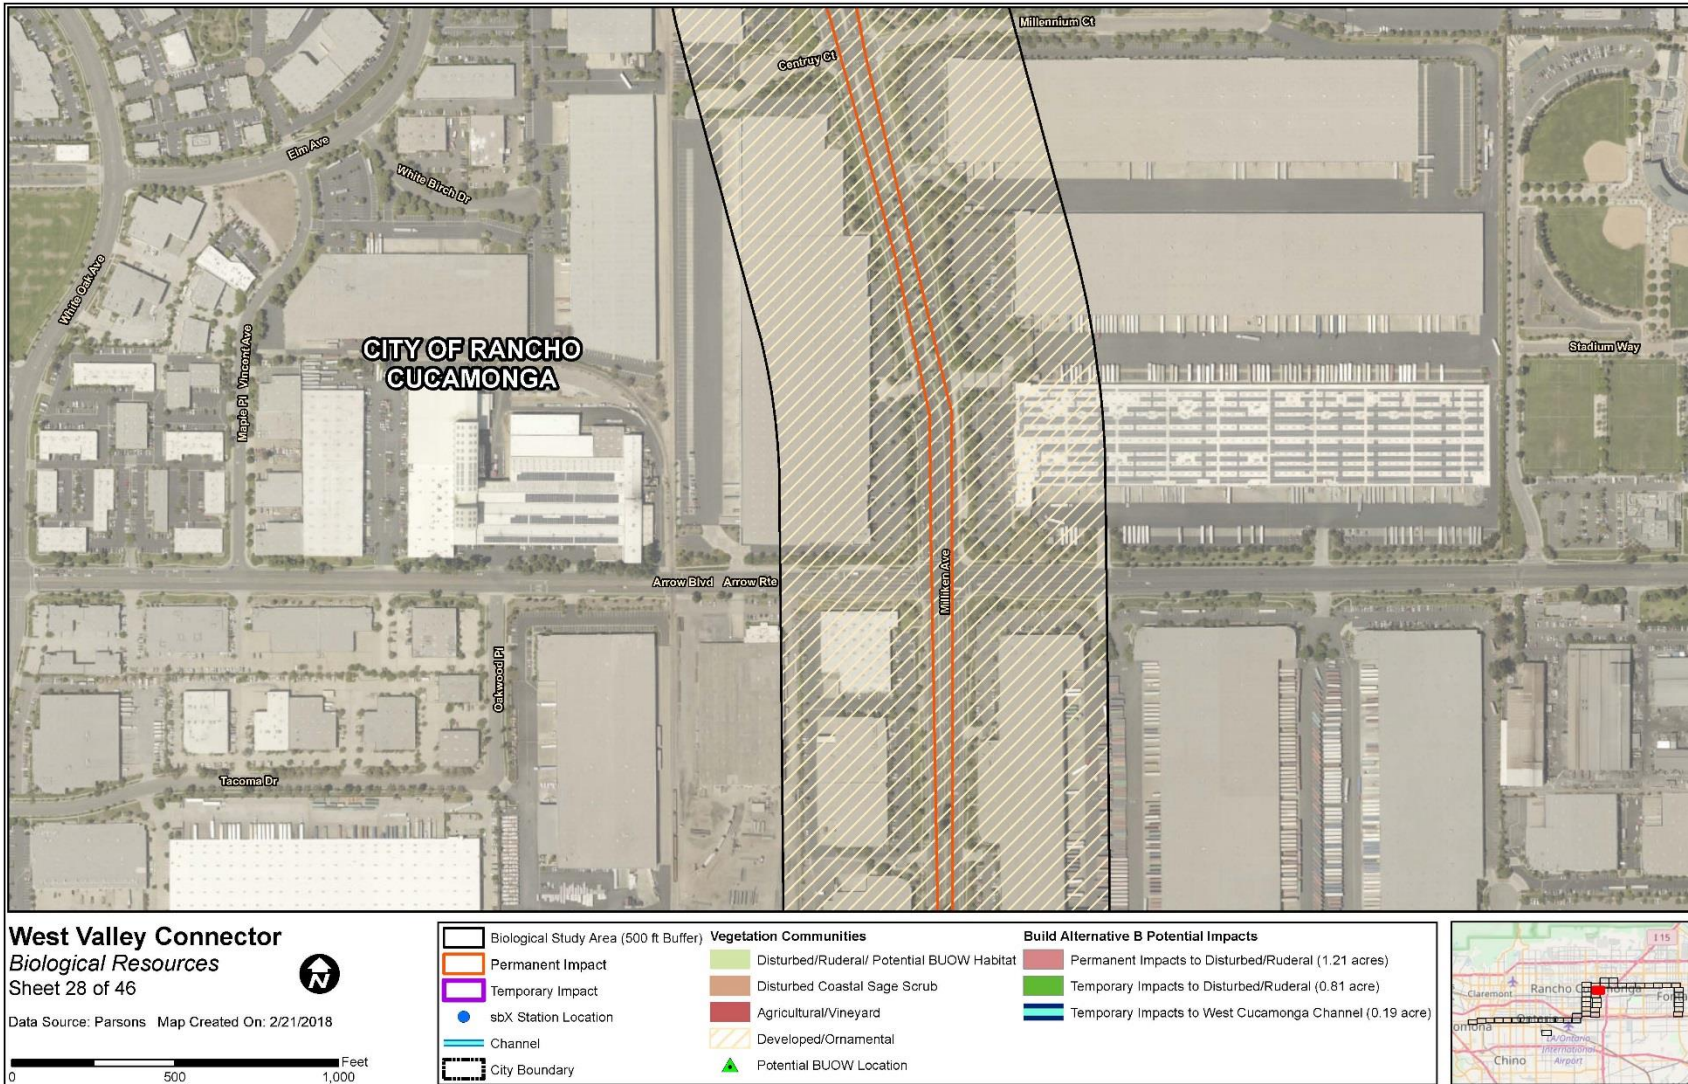 Millennium Ct
Centruy Ct
Elm Ave
White Birch Dr
White Oak Ave
Maple Pl Vincent Ave
CITY OF RANCHO
CUCAMONGA
Stadium Way
Arrow Blvd Arrow Rte
Milliken Ave
Oakwood Pl
Tacoma Dr
West Valley Connector
Biological Resources
Sheet 28 of 46
N
Data Source: Parsons Map Created On: 2/21/2018
Feet
0 500 1,000
Biological Study Area (500 ft Buffer)
Permanent Impact
Temporary Impact
sbX Station Location
Channel
City Boundary
Vegetation Communities
Disturbed/Ruderal/ Potential BUOW Habitat
Disturbed Coastal Sage Scrub
Agricultural/Vineyard
Developed/Ornamental
Potential BUOW Location
Build Alternative B Potential Impacts
Permanent Impacts to Disturbed/Ruderal (1.21 acres)
Temporary Impacts to Disturbed/Ruderal (0.81 acre)
Temporary Impacts to West Cucamonga Channel (0.19 acre)
I 15
Claremont
Rancho
LA/Ontario
International
Airport
Chino